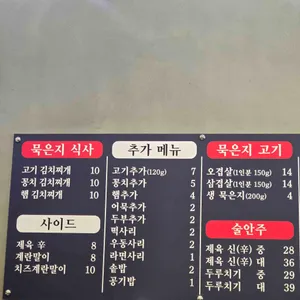 묵은지 식사
고기 김치찌개 10
꽁치 김치찌개 10
햄 김치찌개 10
사이드
제육 辛 8
계란말이 8
치즈계란말이 10
추가 메뉴
고기추가(120g) 7
꽁치추가 5
햄추가 4
어묵추가 2
두부추가 2
떡사리 2
우동사리 2
라면사리 1
솥밥 2
공기밥 1
묵은지 고기
오겹살(1인분 150g) 14
삼겹살(1인분 150g) 14
생 묵은지(200g) 4
술안주
제육 신(辛) 중 28
제육 신(辛) 대 36
두루치기 중 29
두루치기 대 39